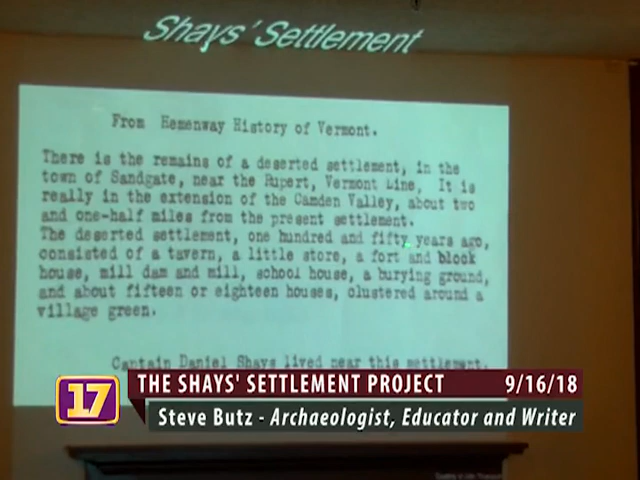 Shays' Settlement
From Hemenway History of Vermont.
There is the remains of a deserted settlement, in the
town of Sandgate, near the Rupert, Vermont Line, It is
really in the extension of the Camden Valley, about two
and one-half miles from the present settlement.
The deserted settlement, one hundred and fifty years ago,
consisted of a tavern, a little store, a fort and block
house, mill dam and mill, school house, a burying ground,
and about fifteen or eighteen houses, clustered around a
village green.
Captain Daniel Shays lived near this settlement.
17
THE SHAYS' SETTLEMENT PROJECT 9/16/18
Steve Butz - Archaeologist, Educator and Writer